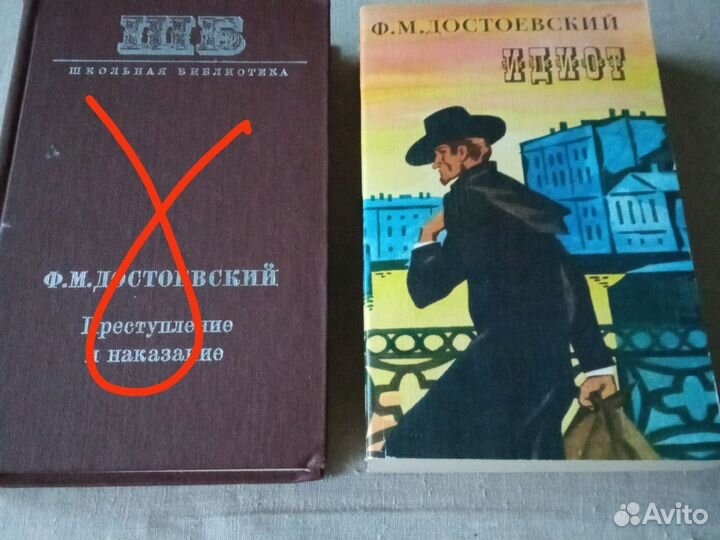 ШБ
ШКОЛЬНАЯ БИБЛИОТЕКА
Ф.М.ДОСТОЕВСКИЙ
Преступление
и наказание
Ф.М.ДОСТОЕВСКИЙ
ИДИОТ
Avito